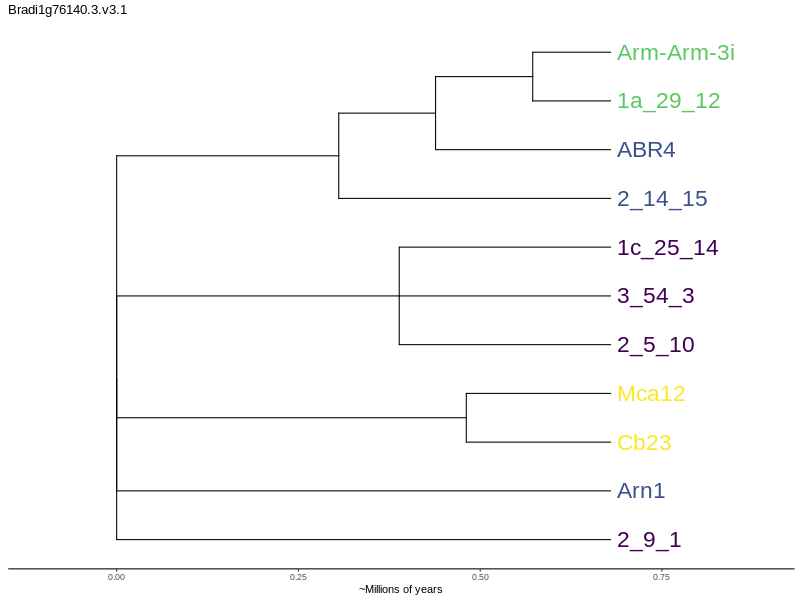 Bradi1g76140.3.v3.1
Arm-Arm-3i
1a_29_12
ABR4
2_14_15
1c_25_14
3_54_3
2_5_10
Mca12
Cb23
Arn1
2_9_1
0.00 0.25 0.50 0.75
~Millions of years